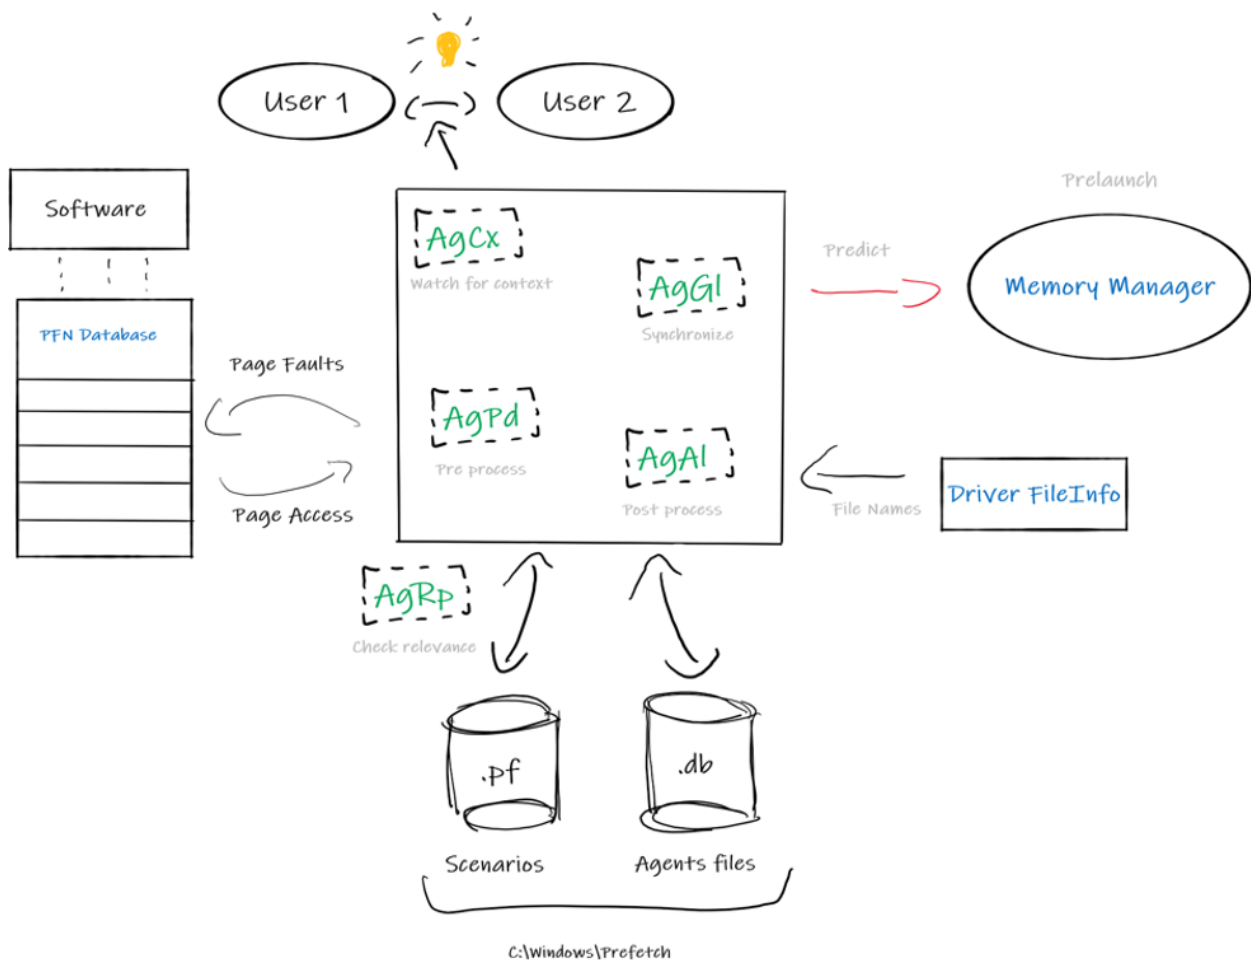 User 1
User 2
Software
PFN Database
Page Faults
Page Access
AgCx
Watch for context
AgGl
Synchronize
AgPd
Pre process
AgAl
Post process
Predict
Prelaunch
Memory Manager
Driver FileInfo
File Names
AgRp
Check relevance
.pf
.db
Scenarios
Agents files
C:\Windows\Prefetch